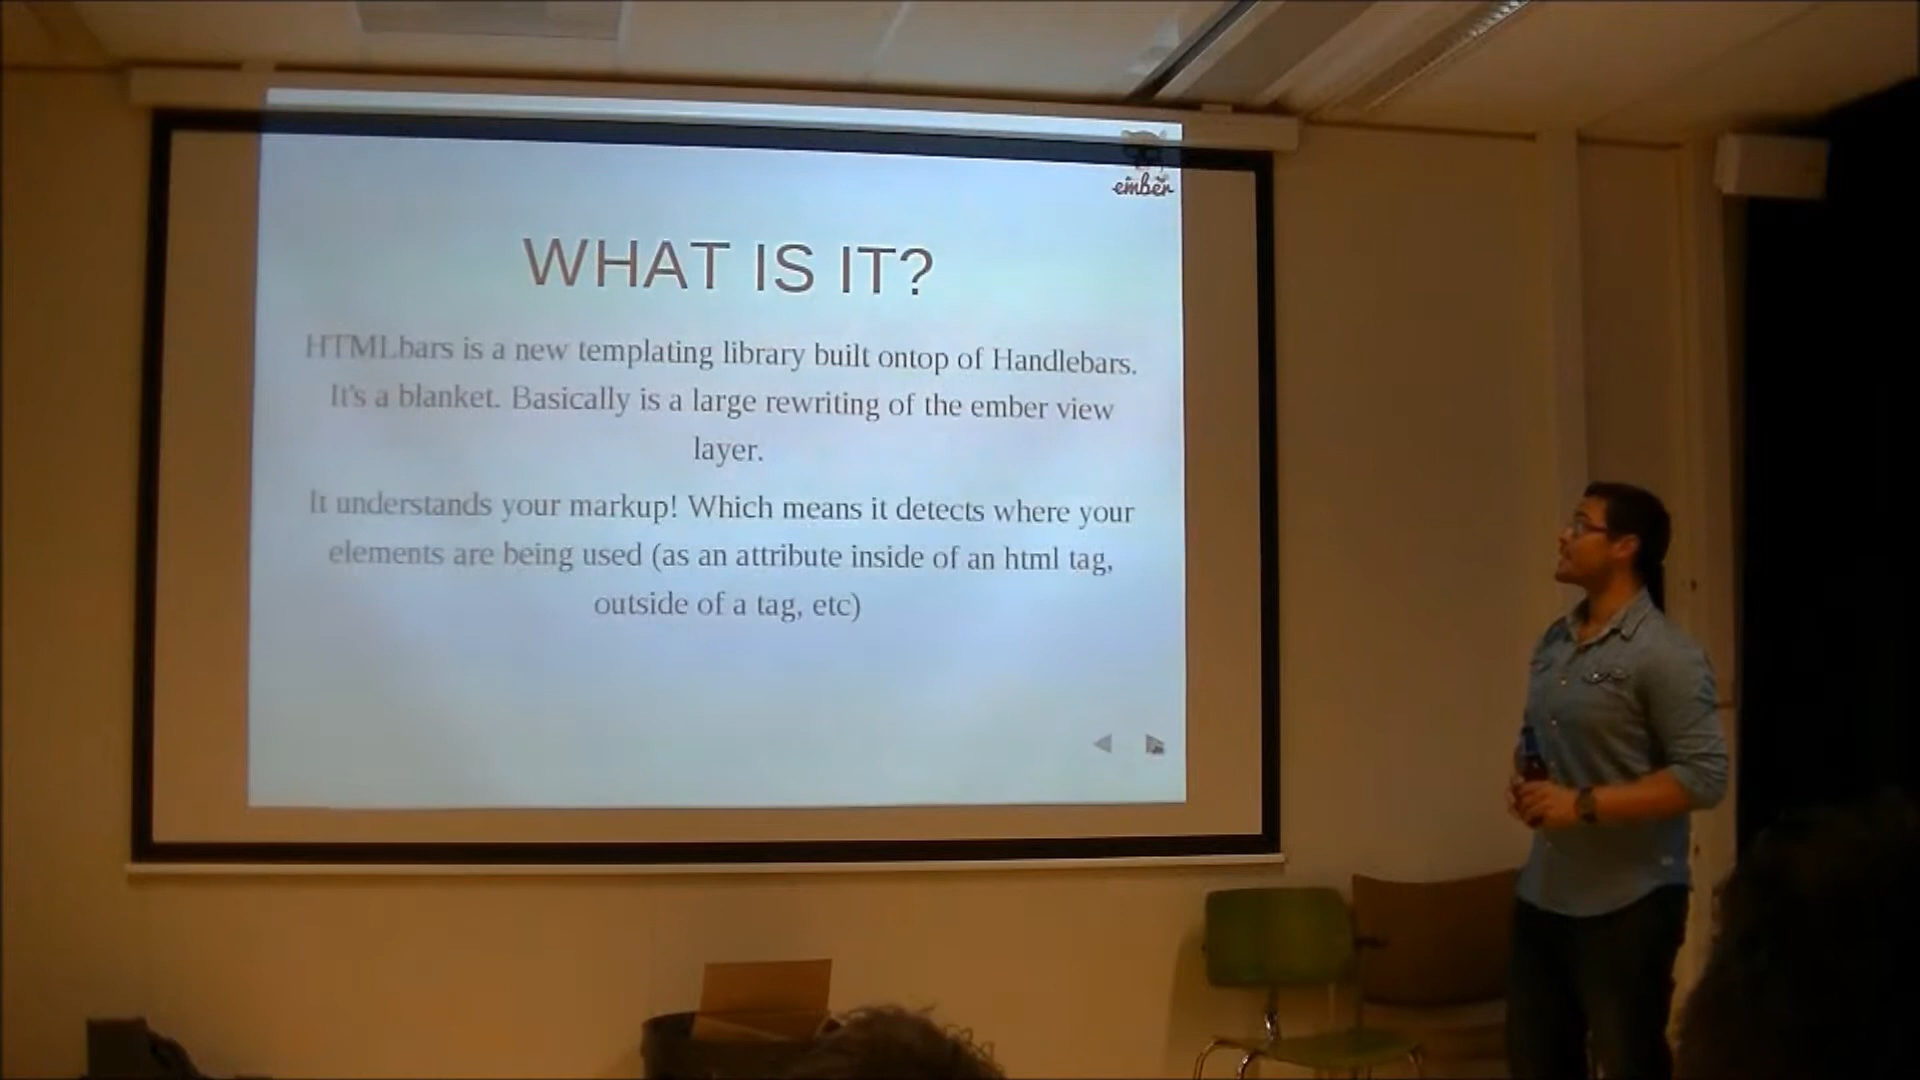 ember
WHAT IS IT?
HTMLbars is a new templating library built ontop of Handlebars.
It's a blanket. Basically is a large rewriting of the ember view
layer.
It understands your markup! Which means it detects where your
elements are being used (as an attribute inside of an html tag,
outside of a tag, etc)